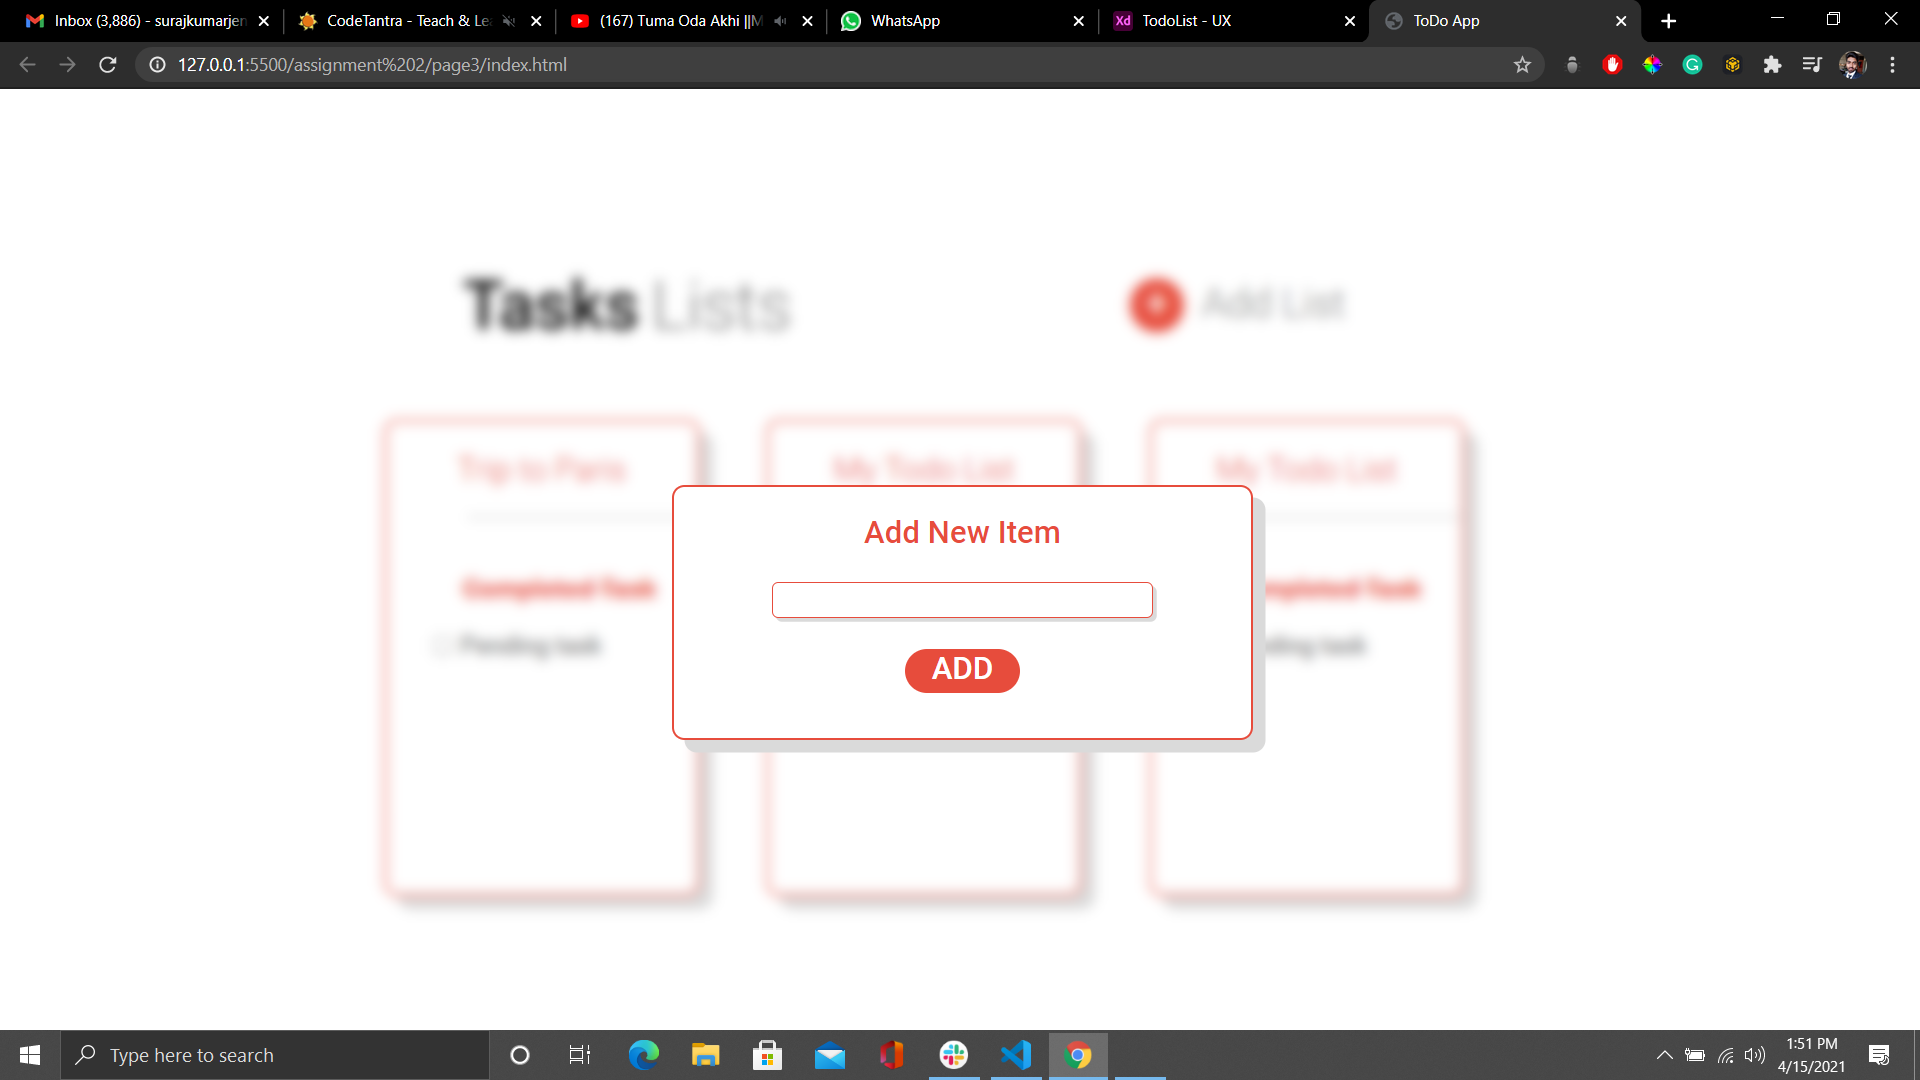 Inbox (3,886) - surajkumarjen
CodeTantra - Teach & Le
(167) Tuma Oda Akhi ||M
WhatsApp
Xd
TodoList - UX
ToDo App
127.0.0.1:5500/assignment%202/page3/index.html
Tasks Lists
+ Add List
Trip to Paris
My Todo List
My Todo List
Add New Item
Completed Task
mpleted Task
Pending task
nding task
ADD
Type here to search
1:51 PM
4/15/2021